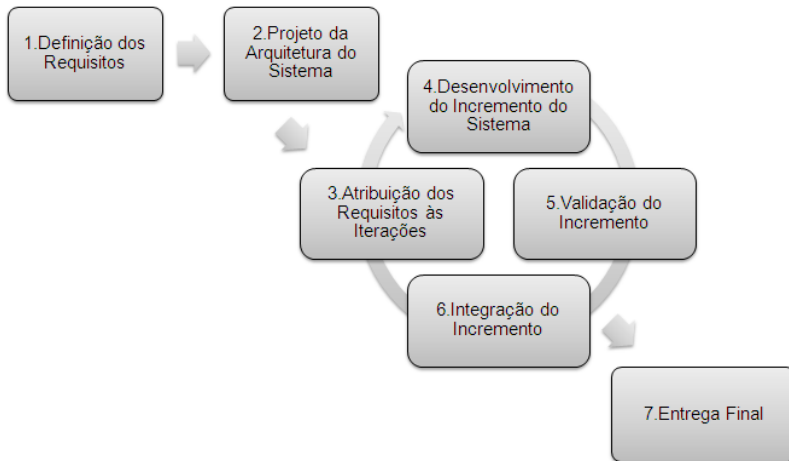 1.Definição dos
Requisitos
2.Projeto da
Arquitetura do
Sistema
3.Atribuição dos
Requisitos às
Iterações
4.Desenvolvimento
do Incremento do
Sistema
5.Validação do
Incremento
6.Integração do
Incremento
7.Entrega Final